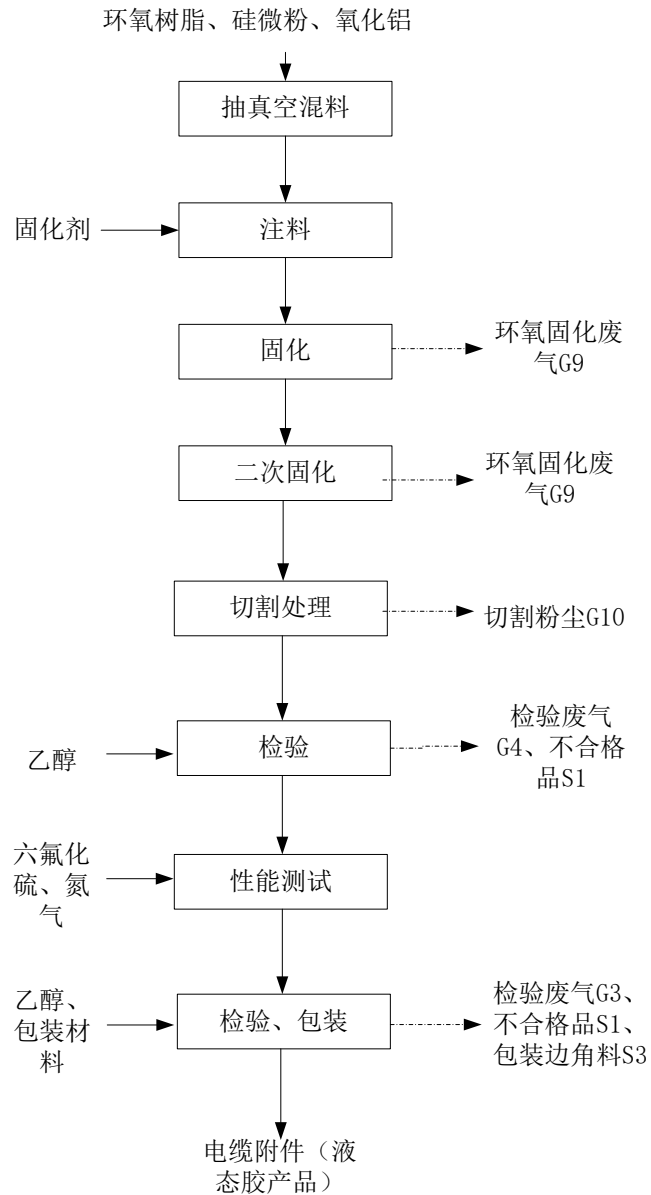 环氧树脂、硅微粉、氧化铝
抽真空混料
固化剂
注料
固化
环氧固化废
气G9
二次固化
环氧固化废
气G9
切割处理
切割粉尘G10
乙醇
检验
检验废气
G4、不合格
品S1
六氟化
硫、氮
气
性能测试
乙醇、
包装材
料
检验、包装
检验废气G3、
不合格品S1、
包装边角料S3
电缆附件（液
态胶产品）